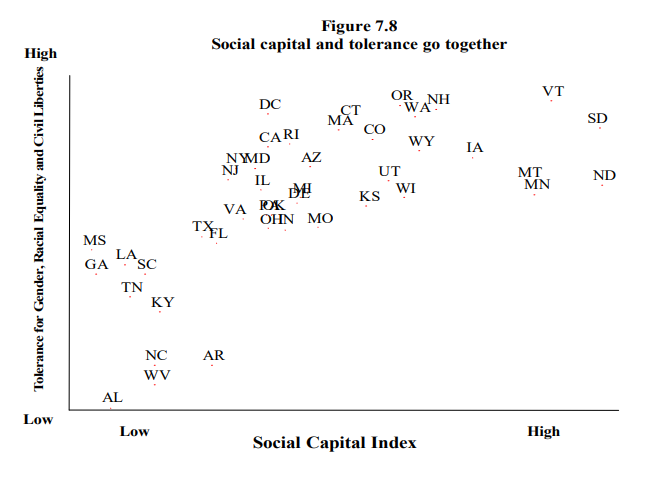 Figure 7.8
Social capital and tolerance go together
High
Tolerance for Gender, Racial Equality and Civil Liberties
VT
OR
NH
DC
WA
CT
SD
MA
CO
RI
CA
WY
IA
NY
MD
AZ
NJ
UT
MT
ND
IL
MN
MI
WI
DE
KS
PA
OK
VA
OH
IN
MO
TX
FL
MS
LA
GA
SC
TN
KY
NC
AR
WV
AL
Low
Low
High
Social Capital Index